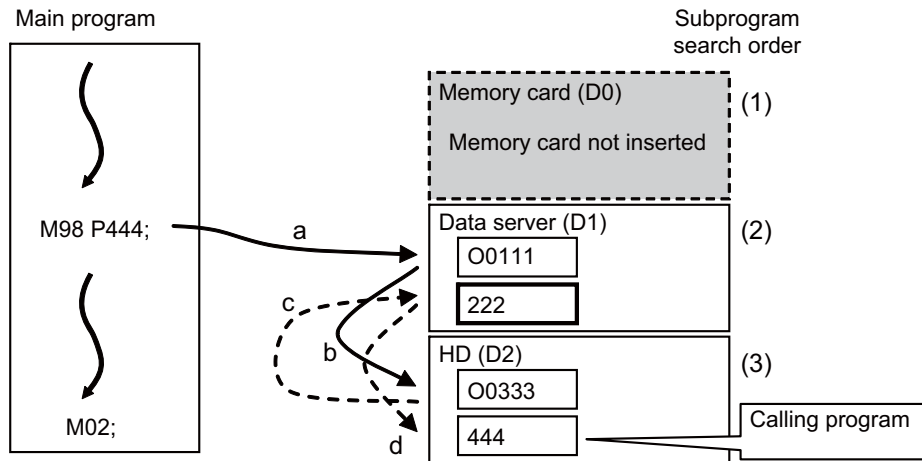 Main program
Subprogram
search order
Memory card (D0)
(1)
Memory card not inserted
M98 P444;
a
Data server (D1)
(2)
O0111
c
222
b
HD (D2)
(3)
O0333
M02;
d
444
Calling program